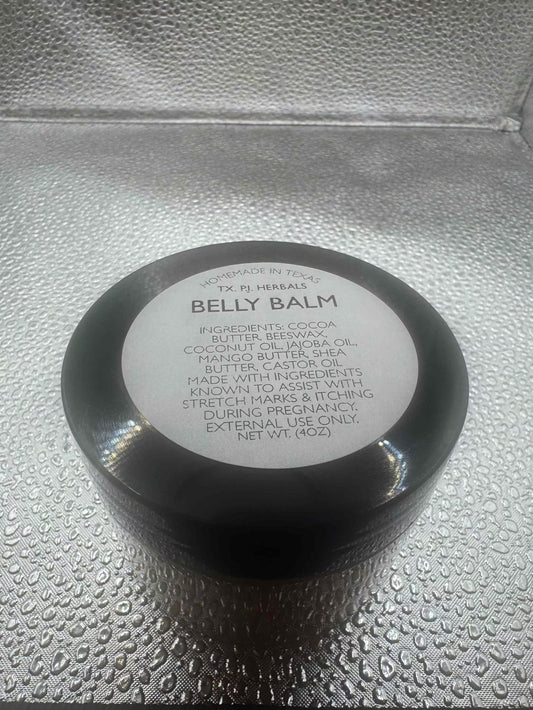 HOMEMADE IN TEXAS
TX. P.J. HERBALS
BELLY BALM
INGREDIENTS: COCOA
BUTTER, BEESWAX,
COCONUT OIL, JAJOBA OIL,
MANGO BUTTER, SHEA
BUTTER, CASTOR OIL
MADE WITH INGREDIENTS
KNOWN TO ASSIST WITH
STRETCH MARKS & ITCHING
DURING PREGNANCY.
EXTERNAL USE ONLY.
NET WT. (4OZ)